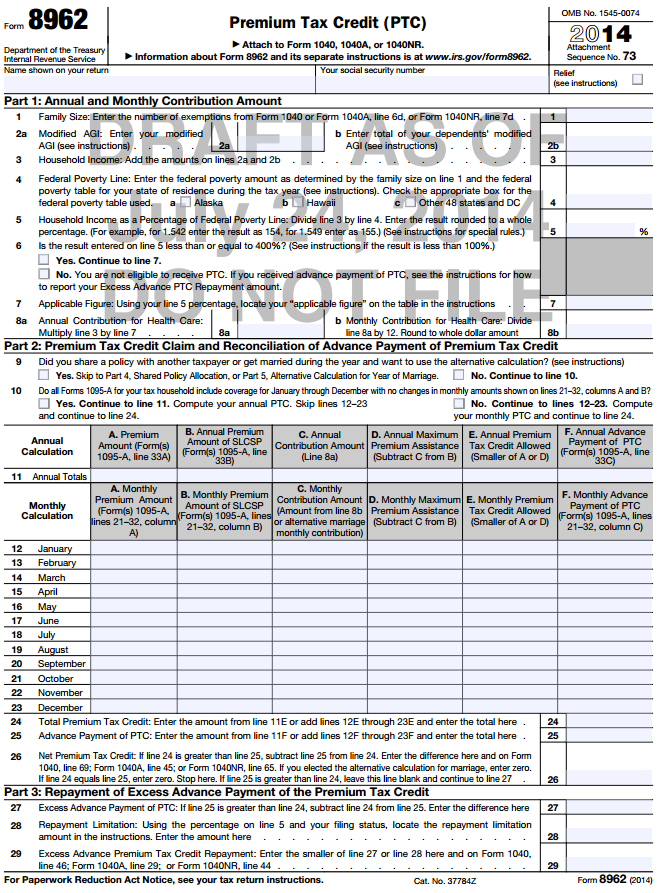 Form 8962
Department of the Treasury
Internal Revenue Service
Premium Tax Credit (PTC)
▶ Attach to Form 1040, 1040A, or 1040NR.
▶ Information about Form 8962 and its separate instructions is at www.irs.gov/form8962.
OMB No. 1545-0074
2014
Attachment
Sequence No. 73
Name shown on your return
Your social security number
Relief
(see instructions)
DRAFT AS OF
July 24, 2014
DO NOT FILE
Part 1: Annual and Monthly Contribution Amount
1 Family Size: Enter the number of exemptions from Form 1040 or Form 1040A, line 6d, or Form 1040NR, line 7d . 1
2a Modified AGI: Enter your modified
AGI (see instructions) . . . . . 2a
b Enter total of your dependents' modified
AGI (see instructions) . . . . . . 2b
3 Household Income: Add the amounts on lines 2a and 2b . . . . . . . . . . . . . 3
4 Federal Poverty Line: Enter the federal poverty amount as determined by the family size on line 1 and the federal
poverty table for your state of residence during the tax year (see instructions). Check the appropriate box for the
federal poverty table used. a Alaska b Hawaii c Other 48 states and DC 4
5 Household Income as a Percentage of Federal Poverty Line: Divide line 3 by line 4. Enter the result rounded to a whole
percentage. (For example, for 1.542 enter the result as 154, for 1.549 enter as 155.) (See instructions for special rules.) 5 %
6 Is the result entered on line 5 less than or equal to 400%? (See instructions if the result is less than 100%.)
Yes. Continue to line 7.
No. You are not eligible to receive PTC. If you received advance payment of PTC, see the instructions for how
to report your Excess Advance PTC Repayment amount.
7 Applicable Figure: Using your line 5 percentage, locate your "applicable figure" on the table in the instructions . . 7
8a Annual Contribution for Health Care:
Multiply line 3 by line 7 . . . . 8a
b Monthly Contribution for Health Care: Divide
line 8a by 12. Round to whole dollar amount 8b
Part 2: Premium Tax Credit Claim and Reconciliation of Advance Payment of Premium Tax Credit
9 Did you share a policy with another taxpayer or get married during the year and want to use the alternative calculation? (see instructions)
Yes. Skip to Part 4, Shared Policy Allocation, or Part 5, Alternative Calculation for Year of Marriage. No. Continue to line 10.
10 Do all Forms 1095-A for your tax household include coverage for January through December with no changes in monthly amounts shown on lines 21–32, columns A and B?
Yes. Continue to line 11. Compute your annual PTC. Skip lines 12–23
and continue to line 24.
No. Continue to lines 12–23. Compute
your monthly PTC and continue to line 24.
Annual
Calculation
A. Premium
Amount (Form(s)
1095-A, line 33A)
B. Annual Premium
Amount of SLCSP
(Form(s) 1095-A, line
33B)
C. Annual
Contribution Amount
(Line 8a)
D. Annual Maximum
Premium Assistance
(Subtract C from B)
E. Annual Premium
Tax Credit Allowed
(Smaller of A or D)
F. Annual Advance
Payment of PTC
(Form(s) 1095-A, line
33C)
11 Annual Totals
Monthly
Calculation
A. Monthly
Premium Amount
(Form(s) 1095-A,
lines 21–32, column
A)
B. Monthly Premium
Amount of SLCSP
(Form(s) 1095-A, lines
21–32, column B)
C. Monthly
Contribution Amount
(Amount from line 8b
or alternative marriage
monthly contribution)
D. Monthly Maximum
Premium Assistance
(Subtract C from B)
E. Monthly Premium
Tax Credit Allowed
(Smaller of A or D)
F. Monthly Advance
Payment of PTC
(Form(s) 1095-A, lines
21–32, column C)
12 January
13 February
14 March
15 April
16 May
17 June
18 July
19 August
20 September
21 October
22 November
23 December
24 Total Premium Tax Credit: Enter the amount from line 11E or add lines 12E through 23E and enter the total here . 24
25 Advance Payment of PTC: Enter the amount from line 11F or add lines 12F through 23F and enter the total here . 25
26 Net Premium Tax Credit: If line 24 is greater than line 25, subtract line 25 from line 24. Enter the difference here and on Form
1040, line 69; Form 1040A, line 45; or Form 1040NR, line 65. If you elected the alternative calculation for marriage, enter zero.
If line 24 equals line 25, enter zero. Stop here. If line 25 is greater than line 24, leave this line blank and continue to line 27 . 26
Part 3: Repayment of Excess Advance Payment of the Premium Tax Credit
27 Excess Advance Payment of PTC: If line 25 is greater than line 24, subtract line 24 from line 25. Enter the difference here 27
28 Repayment Limitation: Using the percentage on line 5 and your filing status, locate the repayment limitation
amount in the instructions. Enter the amount here . . . . . . . . . . . . . . . 28
29 Excess Advance Premium Tax Credit Repayment: Enter the smaller of line 27 or line 28 here and on Form 1040,
line 46; Form 1040A, line 29; or Form 1040NR, line 44 . . . . . . . . . . . . . 29
For Paperwork Reduction Act Notice, see your tax return instructions.
Cat. No. 37784Z
Form 8962 (2014)